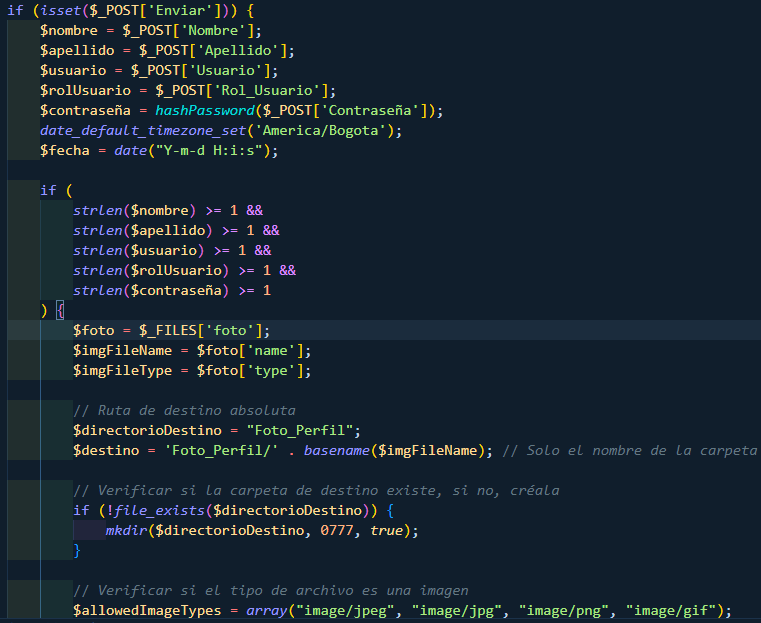 if (isset($_POST['Enviar'])) {
$nombre = $_POST['Nombre'];
$apellido = $_POST['Apellido'];
$usuario = $_POST['Usuario'];
$rolUsuario = $_POST['Rol_Usuario'];
$contraseña = hashPassword($_POST['Contraseña']);
date_default_timezone_set('America/Bogota');
$fecha = date("Y-m-d H:i:s");
if (
strlen($nombre) >= 1 &&
strlen($apellido) >= 1 &&
strlen($usuario) >= 1 &&
strlen($rolUsuario) >= 1 &&
strlen($contraseña) >= 1
) {
$foto = $_FILES['foto'];
$imgFileName = $foto['name'];
$imgFileType = $foto['type'];
// Ruta de destino absoluta
$directorioDestino = "Foto_Perfil";
$destino = 'Foto_Perfil/' . basename($imgFileName); // Solo el nombre de la carpeta
// Verificar si la carpeta de destino existe, si no, créala
if (!file_exists($directorioDestino)) {
mkdir($directorioDestino, 0777, true);
}
// Verificar si el tipo de archivo es una imagen
$allowedImageTypes = array("image/jpeg", "image/jpg", "image/png", "image/gif");